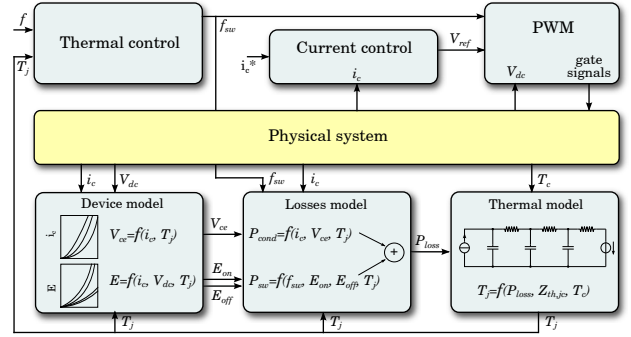 f
T_j
Thermal control
f_sw
i_c*
Current control
i_c
V_ref
PWM
V_dc
gate
signals
Physical system
i_c
V_dc
f_sw
i_c
T_c
Device model
i_c
V_ce=f(i_c, T_j)
E
E=f(i_c, V_dc, T_j)
T_j
V_ce
E_on
E_off
Losses model
P_cond=f(i_c, V_ce, T_j)
P_sw=f(f_sw, E_on, E_off, T_j)
+
T_j
P_loss
Thermal model
T_j=f(P_loss, Z_th,jc, T_c)
T_j